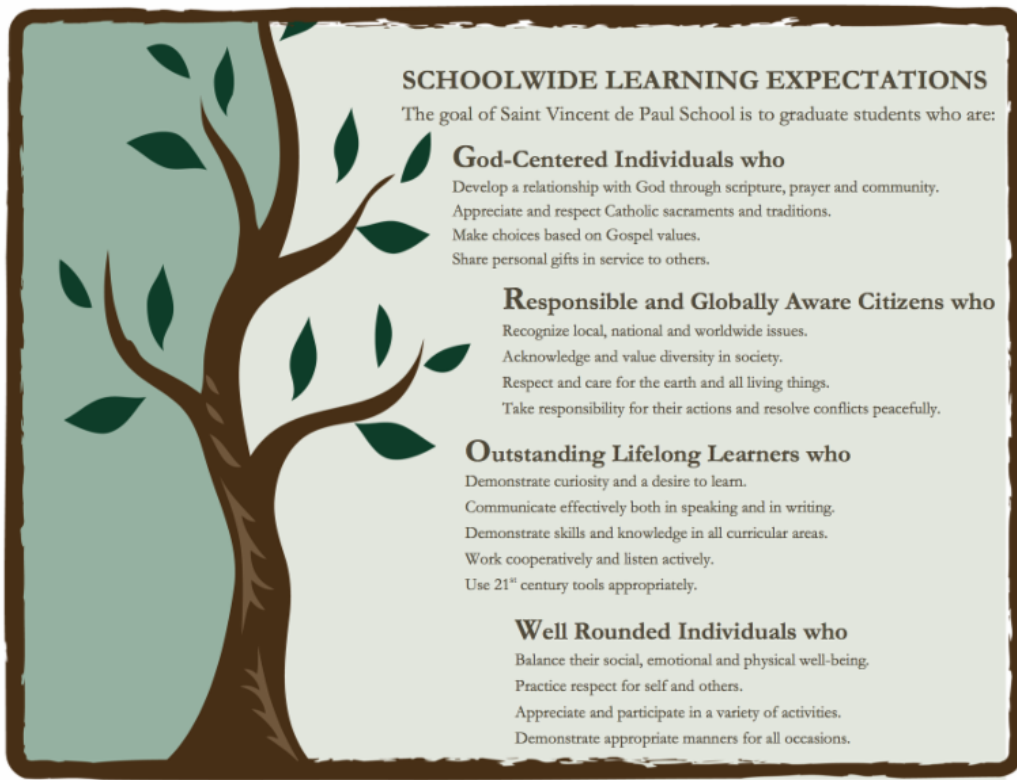 SCHOOLWIDE LEARNING EXPECTATIONS
The goal of Saint Vincent de Paul School is to graduate students who are:
God-Centered Individuals who
Develop a relationship with God through scripture, prayer and community.
Appreciate and respect Catholic sacraments and traditions.
Make choices based on Gospel values.
Share personal gifts in service to others.
Responsible and Globally Aware Citizens who
Recognize local, national and worldwide issues.
Acknowledge and value diversity in society.
Respect and care for the earth and all living things.
Take responsibility for their actions and resolve conflicts peacefully.
Outstanding Lifelong Learners who
Demonstrate curiosity and a desire to learn.
Communicate effectively both in speaking and in writing.
Demonstrate skills and knowledge in all curricular areas.
Work cooperatively and listen actively.
Use 21st century tools appropriately.
Well Rounded Individuals who
Balance their social, emotional and physical well-being.
Practice respect for self and others.
Appreciate and participate in a variety of activities.
Demonstrate appropriate manners for all occasions.